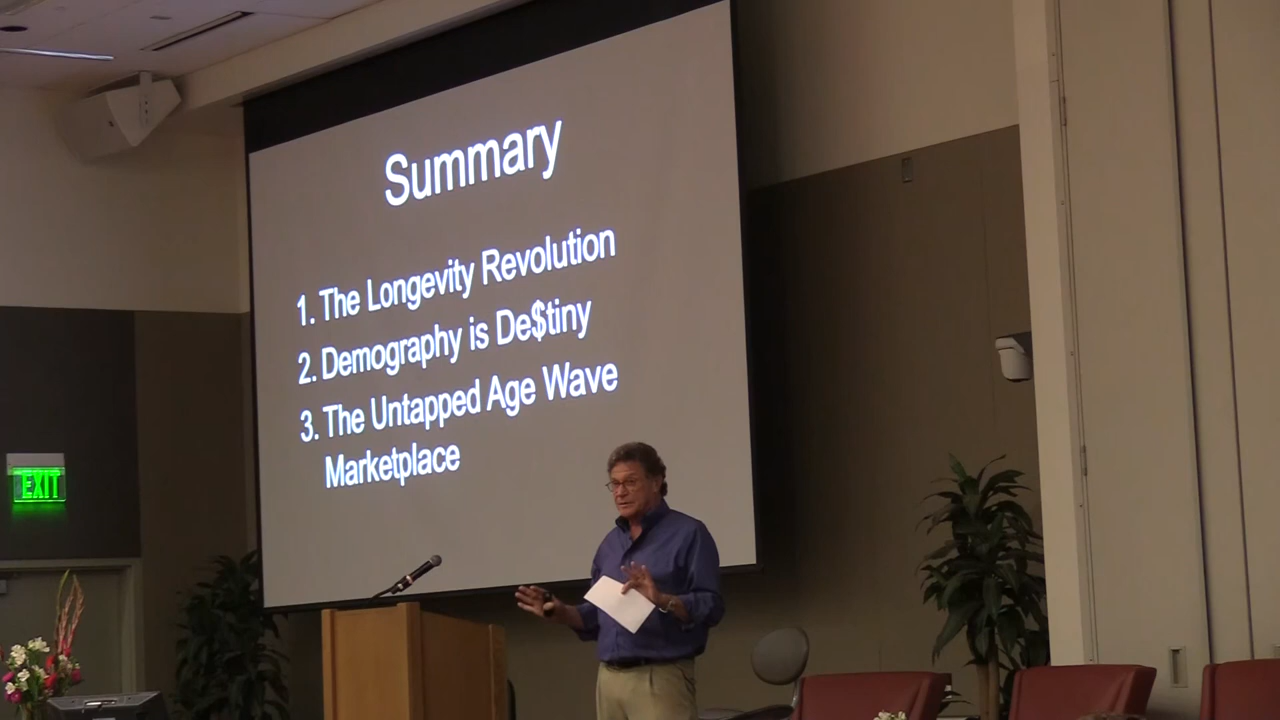 Summary
1. The Longevity Revolution
2. Demography is De$tiny
3. The Untapped Age Wave
Marketplace
EXIT